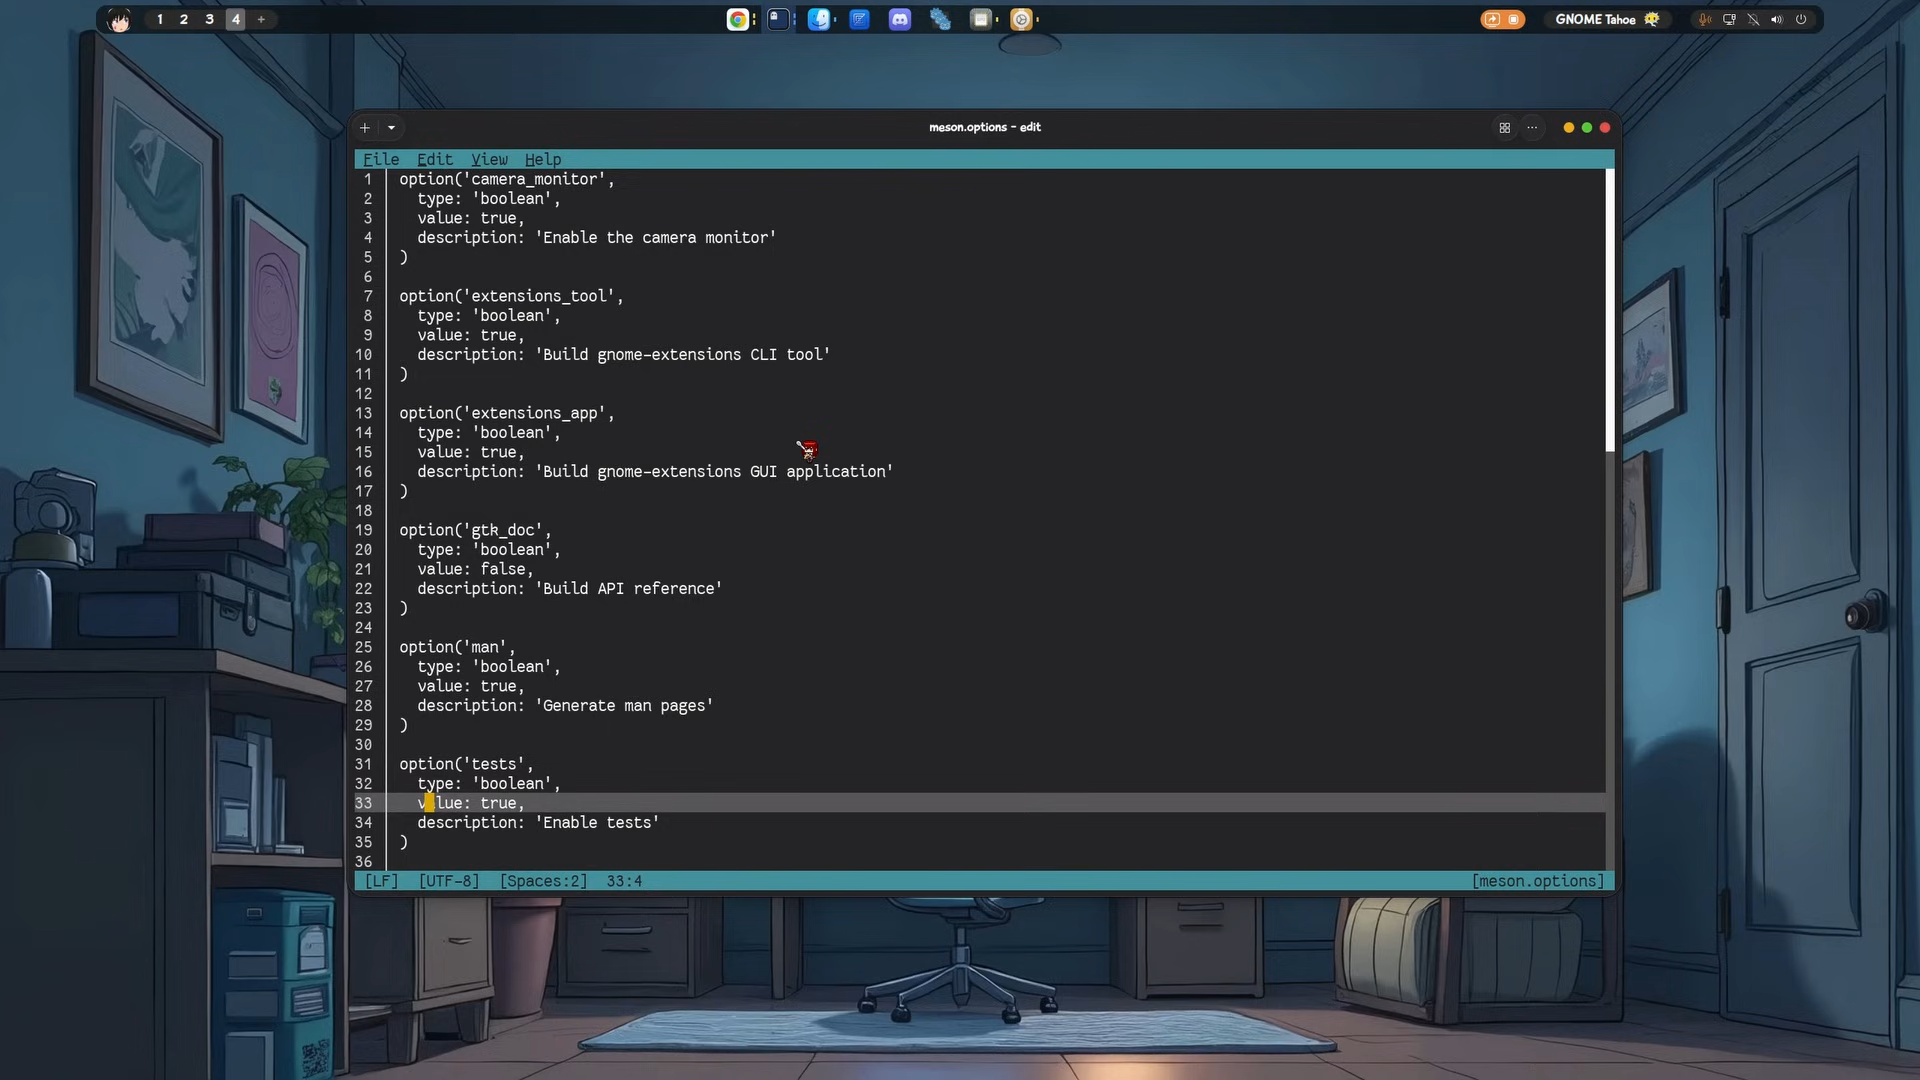 1 2 3 4 +
GNOME Tahoe
meson.options - edit
File Edit View Help
1 option('camera_monitor',
2   type: 'boolean',
3   value: true,
4   description: 'Enable the camera monitor'
5 )
6
7 option('extensions_tool',
8   type: 'boolean',
9   value: true,
10   description: 'Build gnome-extensions CLI tool'
11 )
12
13 option('extensions_app',
14   type: 'boolean',
15   value: true,
16   description: 'Build gnome-extensions GUI application'
17 )
18
19 option('gtk_doc',
20   type: 'boolean',
21   value: false,
22   description: 'Build API reference'
23 )
24
25 option('man',
26   type: 'boolean',
27   value: true,
28   description: 'Generate man pages'
29 )
30
31 option('tests',
32   type: 'boolean',
33   value: true,
34   description: 'Enable tests'
35 )
36
[LF] [UTF-8] [Spaces:2] 33:4 [meson.options]